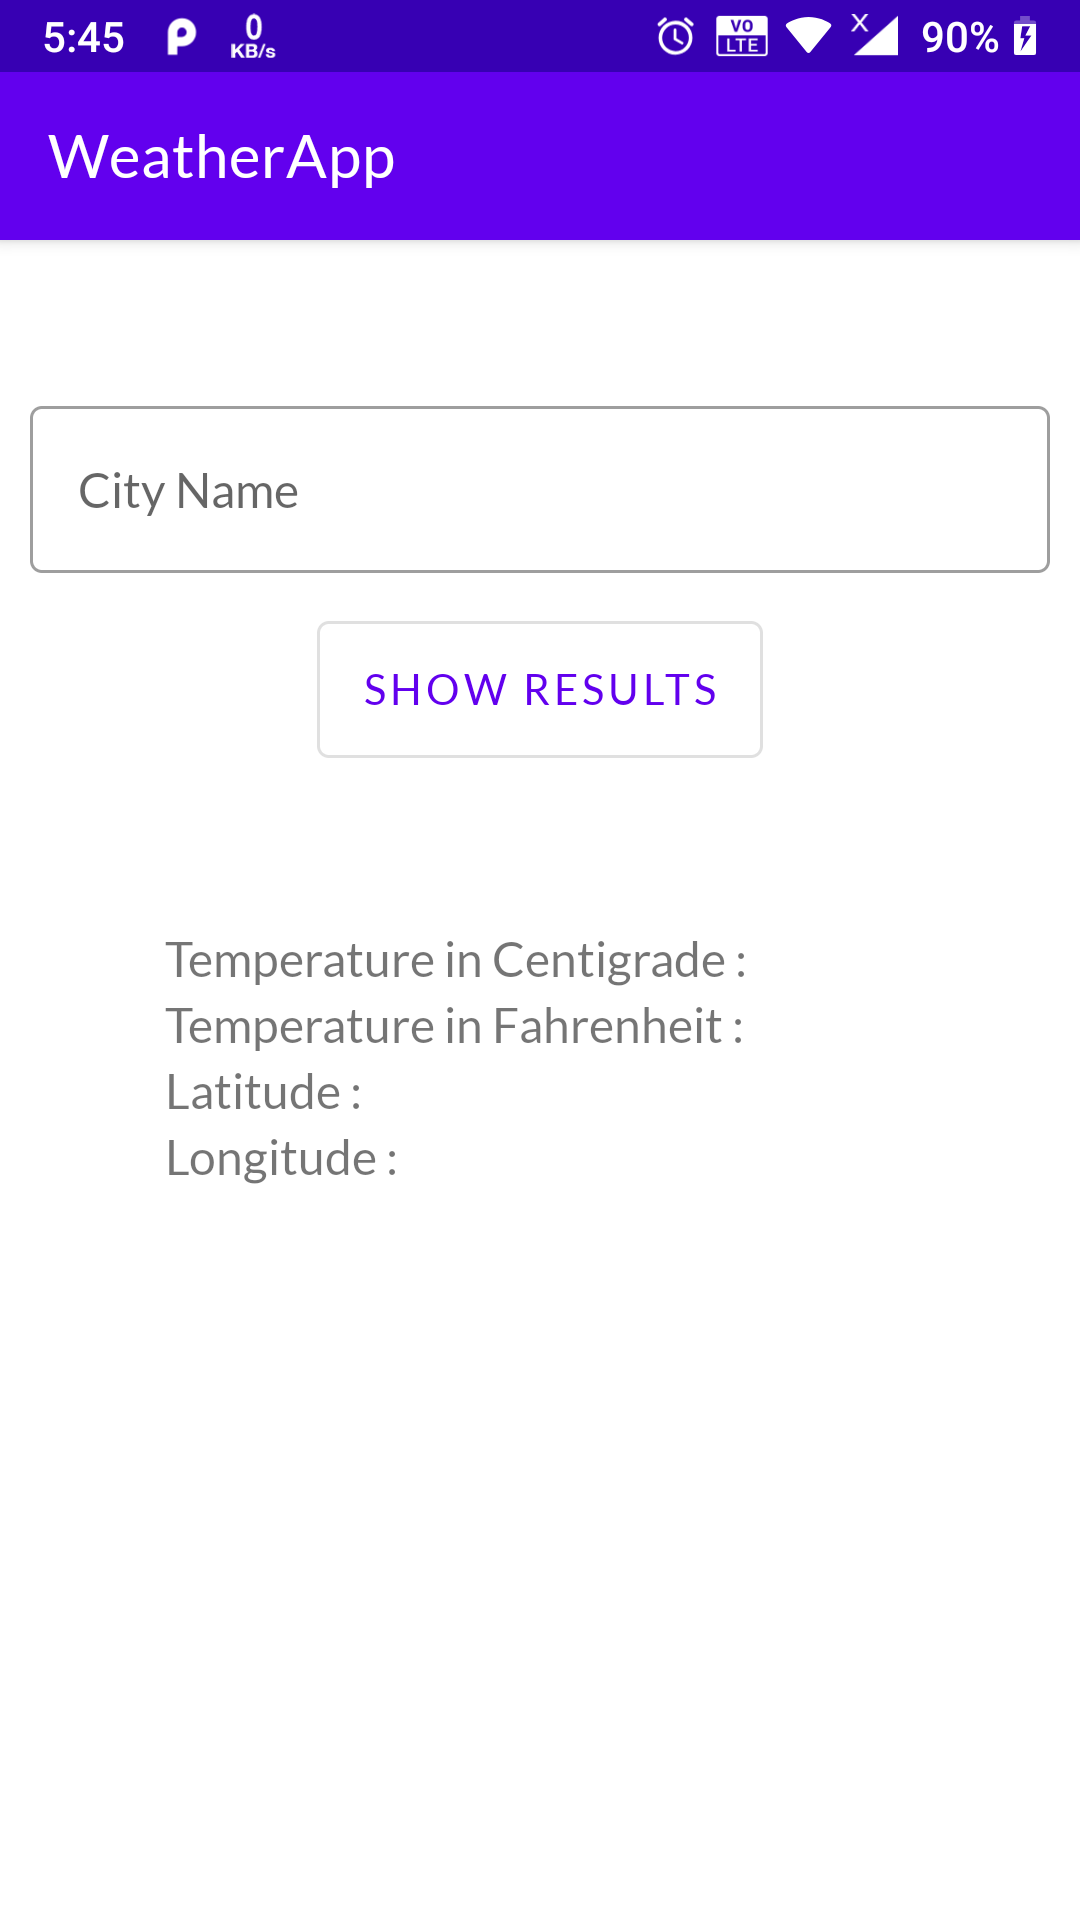 5:45 P 0 KB/s VO LTE X 90%
WeatherApp
City Name
SHOW RESULTS
Temperature in Centigrade :
Temperature in Fahrenheit :
Latitude :
Longitude :